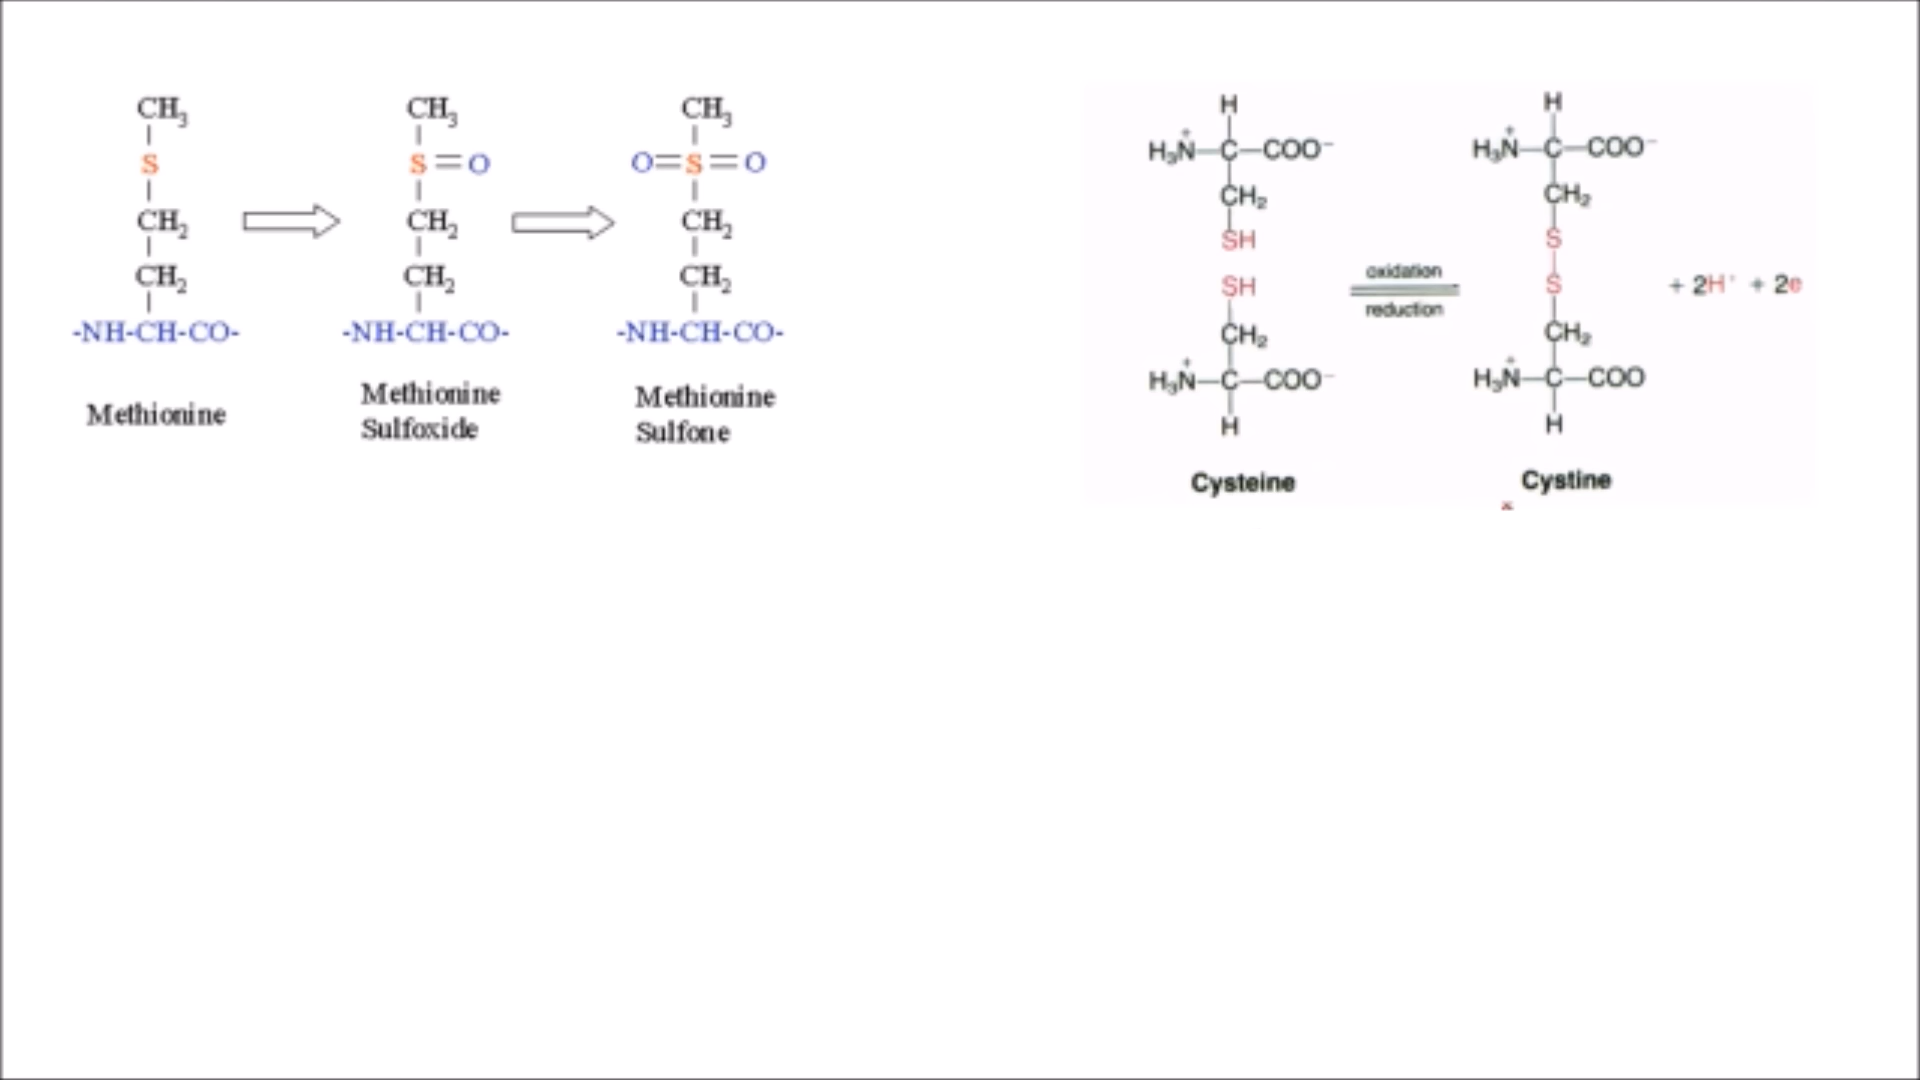 CH₃
S
CH₂
CH₂
-NH-CH-CO-
Methionine
CH₃
S=O
CH₂
CH₂
-NH-CH-CO-
Methionine
Sulfoxide
CH₃
O=S=O
CH₂
CH₂
-NH-CH-CO-
Methionine
Sulfone
H
H₃N⁺-C-COO⁻
CH₂
SH
SH
CH₂
H₃N⁺-C-COO⁻
H
Cysteine
oxidation
reduction
H
H₃N⁺-C-COO⁻
CH₂
S
S
CH₂
H₃N⁺-C-COO
H
Cystine
+ 2H⁺ + 2e